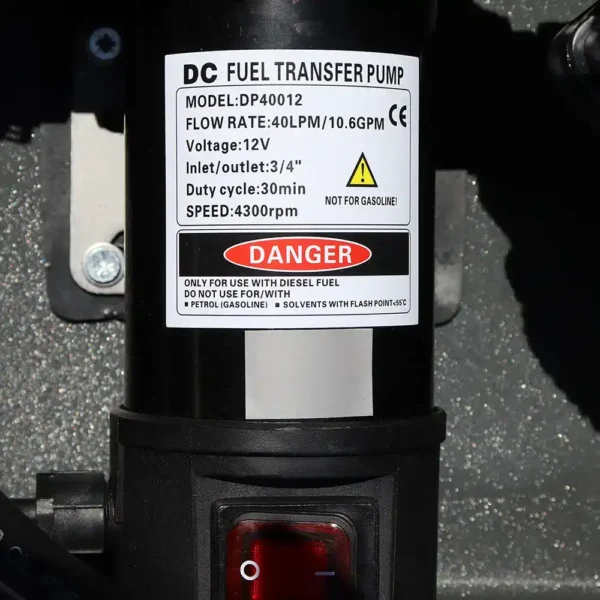 DC FUEL TRANSFER PUMP
MODEL:DP40012
FLOW RATE:40LPM/10.6GPM CE
Voltage:12V
Inlet/outlet:3/4"
Duty cycle:30min
SPEED:4300rpm
NOT FOR GASOLINE!
DANGER
ONLY FOR USE WITH DIESEL FUEL
DO NOT USE FOR/WITH
▪ PETROL (GASOLINE) ▪ SOLVENTS WITH FLASH POINT<55℃
O —